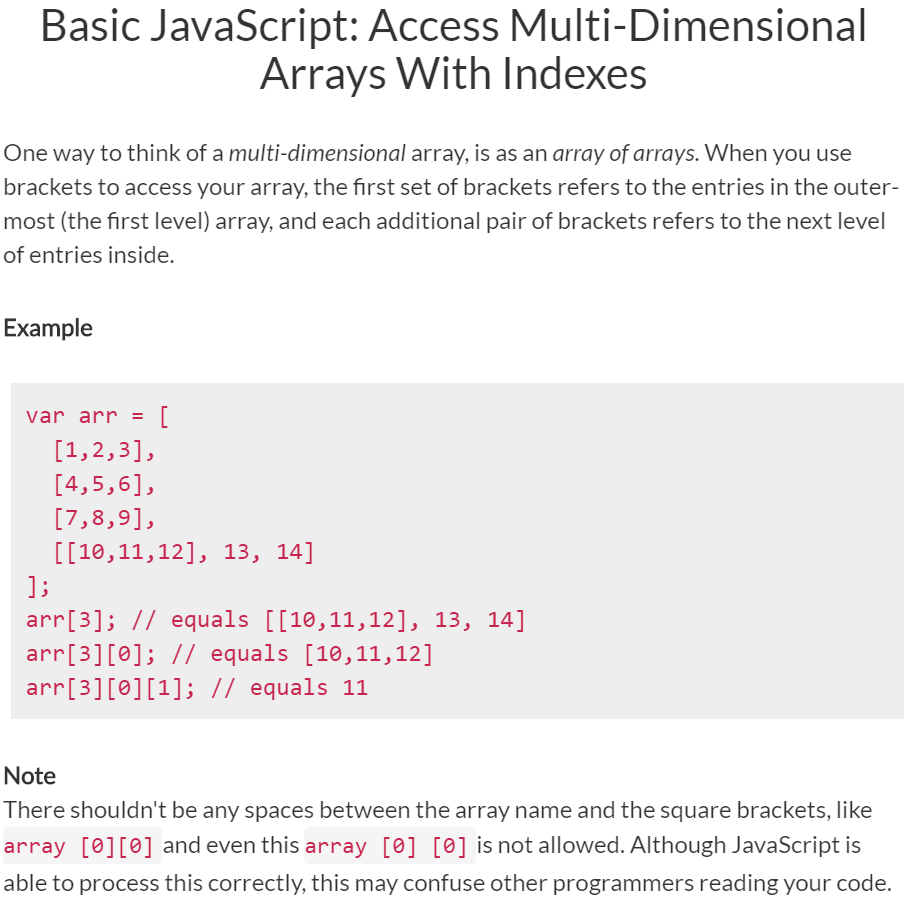 Basic JavaScript: Access Multi-Dimensional
Arrays With Indexes
One way to think of a multi-dimensional array, is as an array of arrays. When you use
brackets to access your array, the first set of brackets refers to the entries in the outer-
most (the first level) array, and each additional pair of brackets refers to the next level
of entries inside.
Example
var arr = [
  [1,2,3],
  [4,5,6],
  [7,8,9],
  [[10,11,12], 13, 14]
];
arr[3]; // equals [[10,11,12], 13, 14]
arr[3][0]; // equals [10,11,12]
arr[3][0][1]; // equals 11
Note
There shouldn't be any spaces between the array name and the square brackets, like
array [0][0] and even this array [0] [0] is not allowed. Although JavaScript is
able to process this correctly, this may confuse other programmers reading your code.